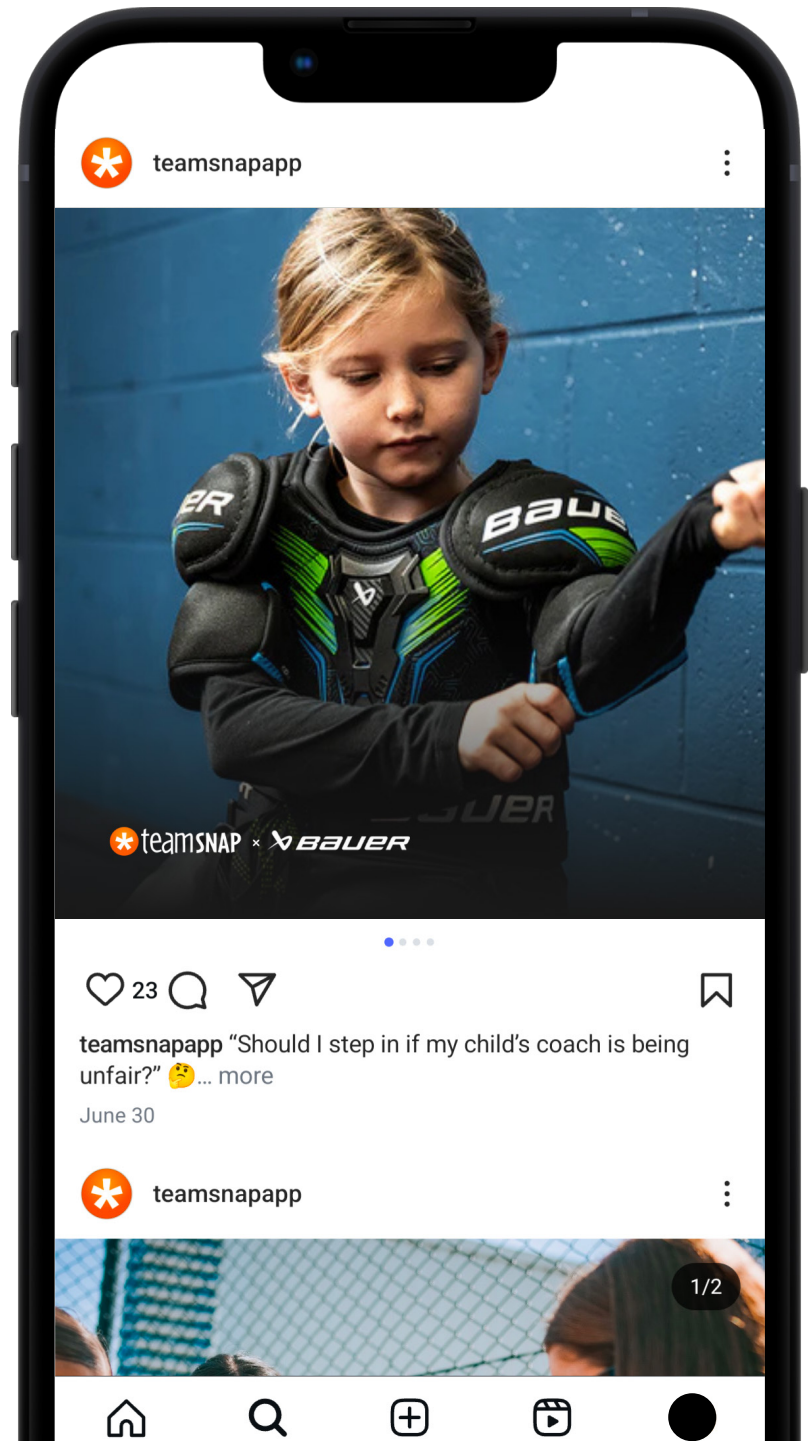 teamsnapapp
ER
BAUE
BAUER
teamSNAP × BAUER
23
teamsnapapp “Should I step in if my child’s coach is being
unfair?” 🤔... more
June 30
teamsnapapp
1/2